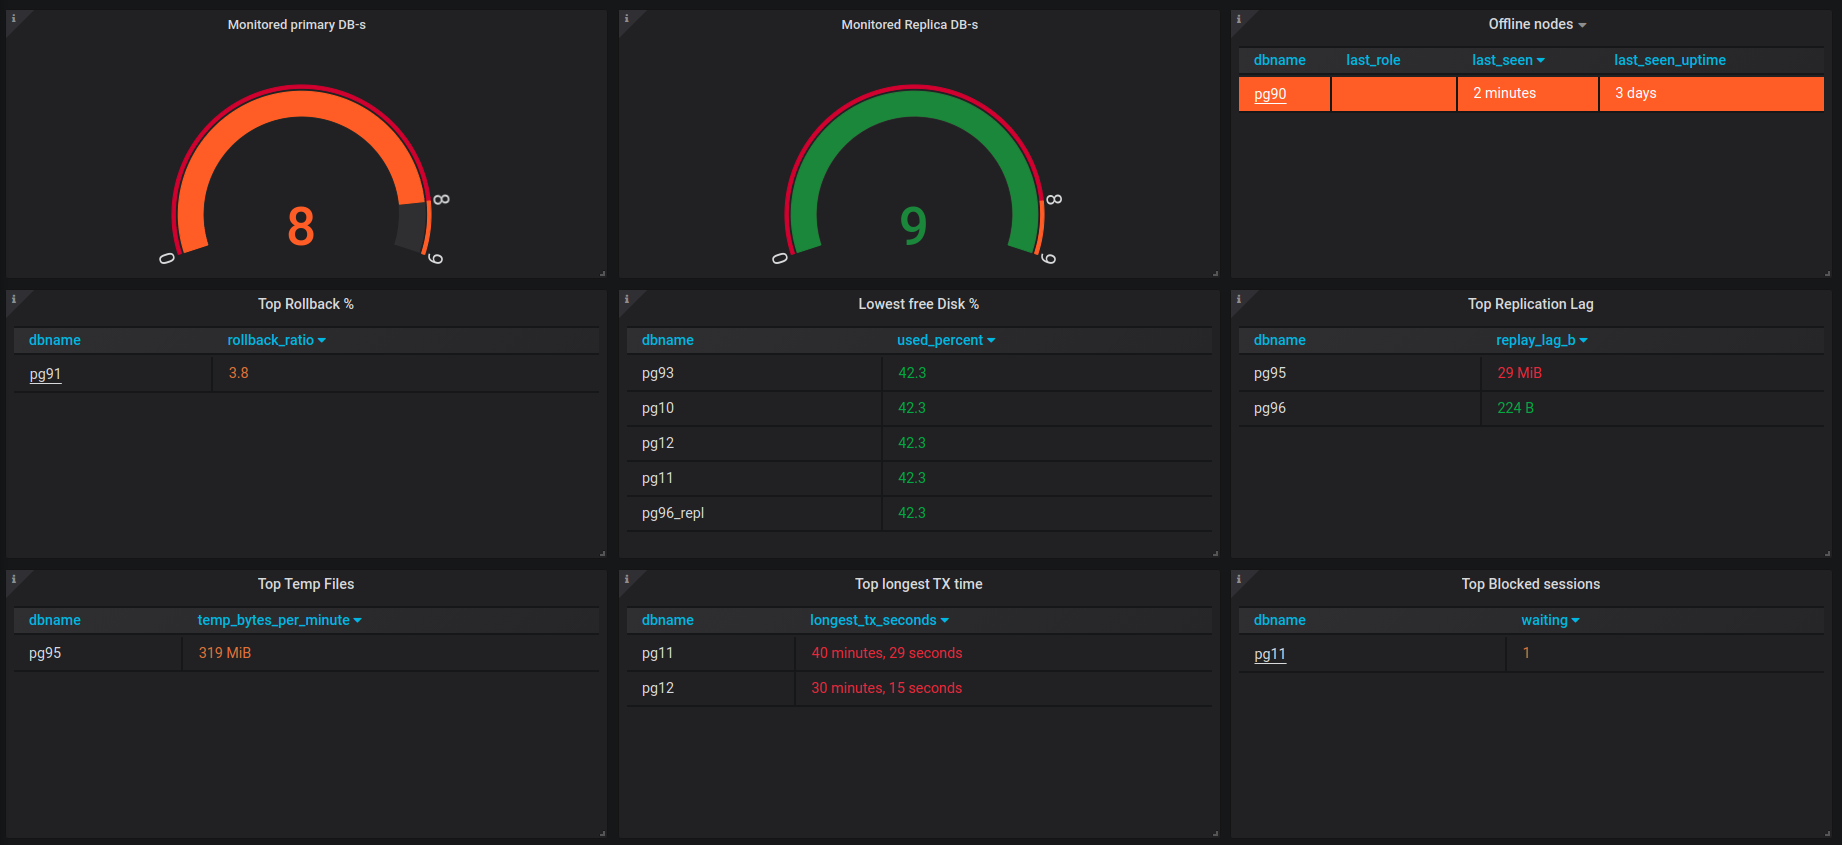 Monitored primary DB-s
8
0
8
9
Monitored Replica DB-s
9
0
8
9
Offline nodes
dbname last_role last_seen last_seen_uptime
pg90 2 minutes 3 days
Top Rollback %
dbname rollback_ratio
pg91 3.8
Lowest free Disk %
dbname used_percent
pg93 42.3
pg10 42.3
pg12 42.3
pg11 42.3
pg96_repl 42.3
Top Replication Lag
dbname replay_lag_b
pg95 29 MiB
pg96 224 B
Top Temp Files
dbname temp_bytes_per_minute
pg95 319 MiB
Top longest TX time
dbname longest_tx_seconds
pg11 40 minutes, 29 seconds
pg12 30 minutes, 15 seconds
Top Blocked sessions
dbname waiting
pg11 1